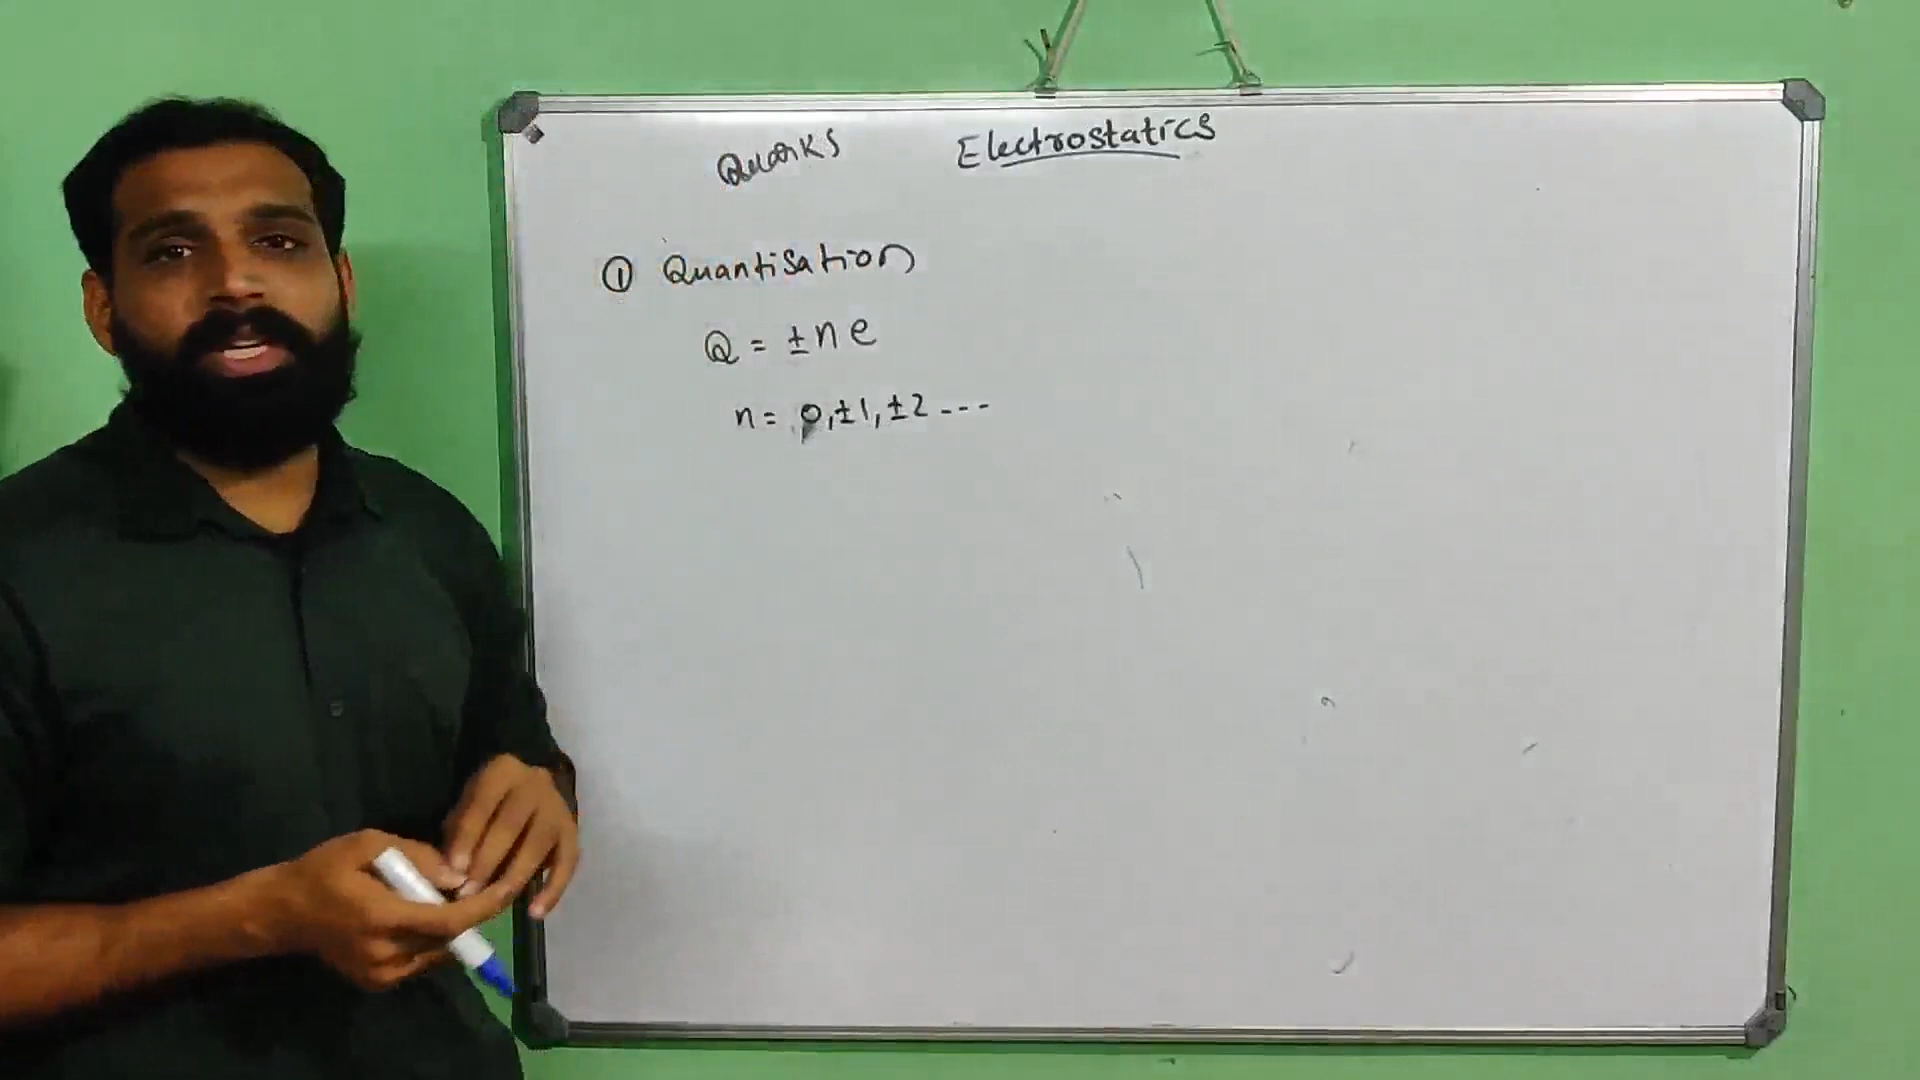 Quarks Electrostatics
① Quantisation
Q = ±ne
n = 0, ±1, ±2 ---